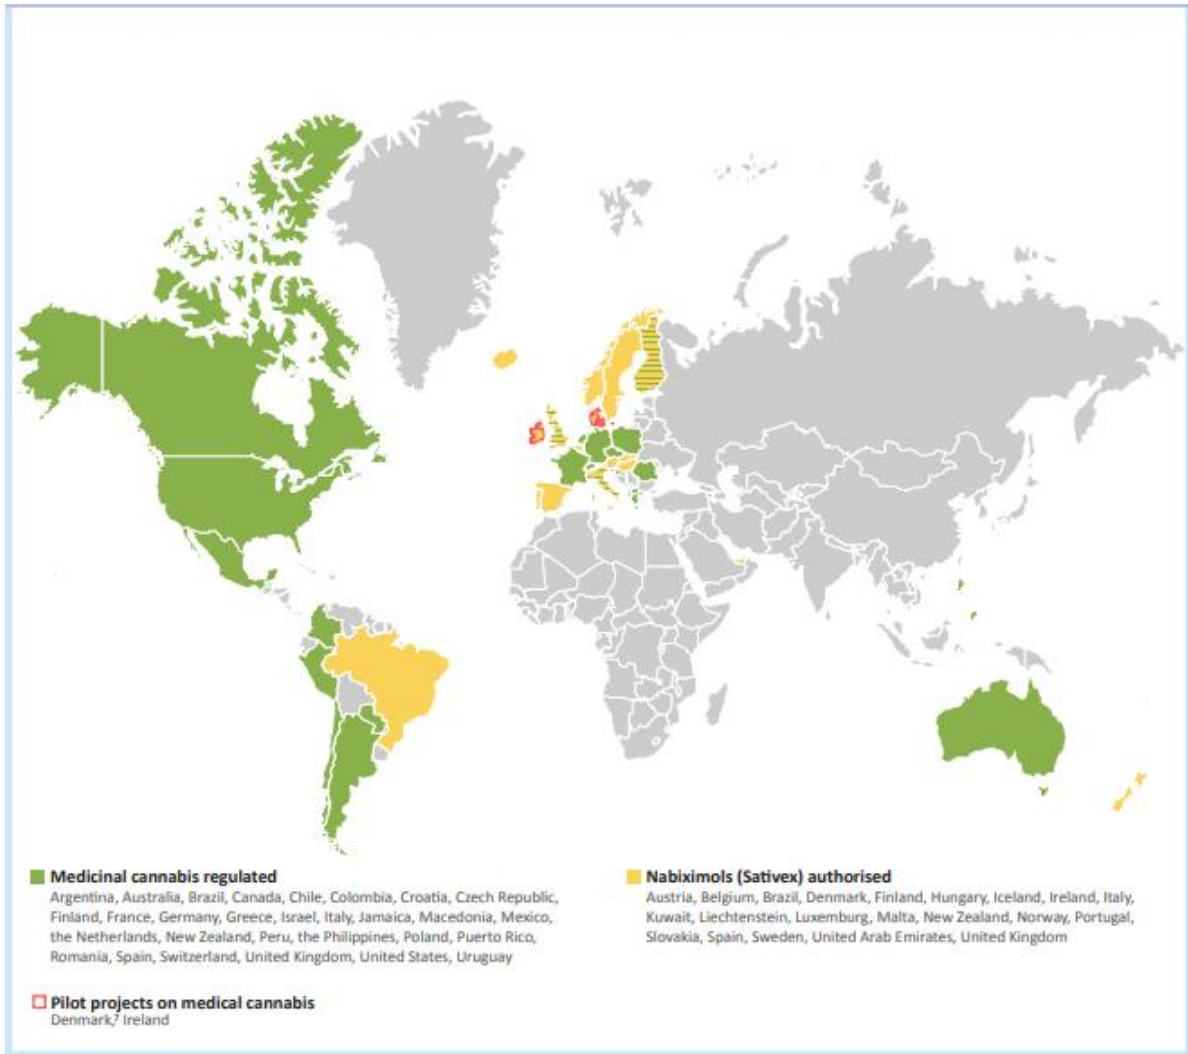 Medicinal cannabis regulated
Argentina, Australia, Brazil, Canada, Chile, Colombia, Croatia, Czech Republic,
Finland, France, Germany, Greece, Israel, Italy, Jamaica, Macedonia, Mexico,
the Netherlands, New Zealand, Peru, the Philippines, Poland, Puerto Rico,
Romania, Spain, Switzerland, United Kingdom, United States, Uruguay
Nabiximols (Sativex) authorised
Austria, Belgium, Brazil, Denmark, Finland, Hungary, Iceland, Ireland, Italy,
Kuwait, Liechtenstein, Luxemburg, Malta, New Zealand, Norway, Portugal,
Slovakia, Spain, Sweden, United Arab Emirates, United Kingdom
Pilot projects on medical cannabis
Denmark,⁷ Ireland